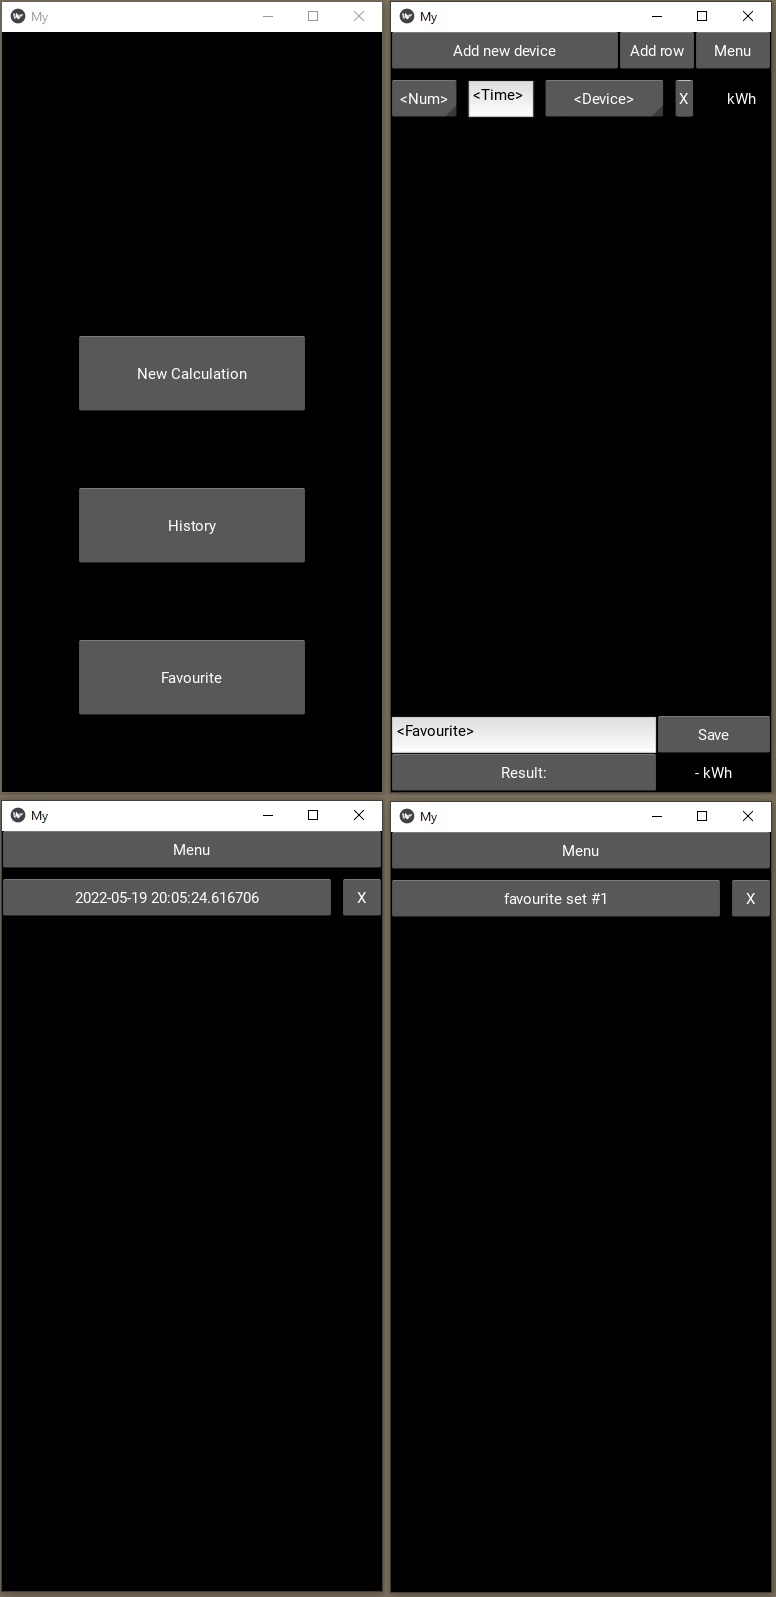 My
New Calculation
History
Favourite
My
Add new device Add row Menu
<Num> <Time> <Device> X kWh
<Favourite> Save
Result: - kWh
My
Menu
2022-05-19 20:05:24.616706 X
My
Menu
favourite set #1 X